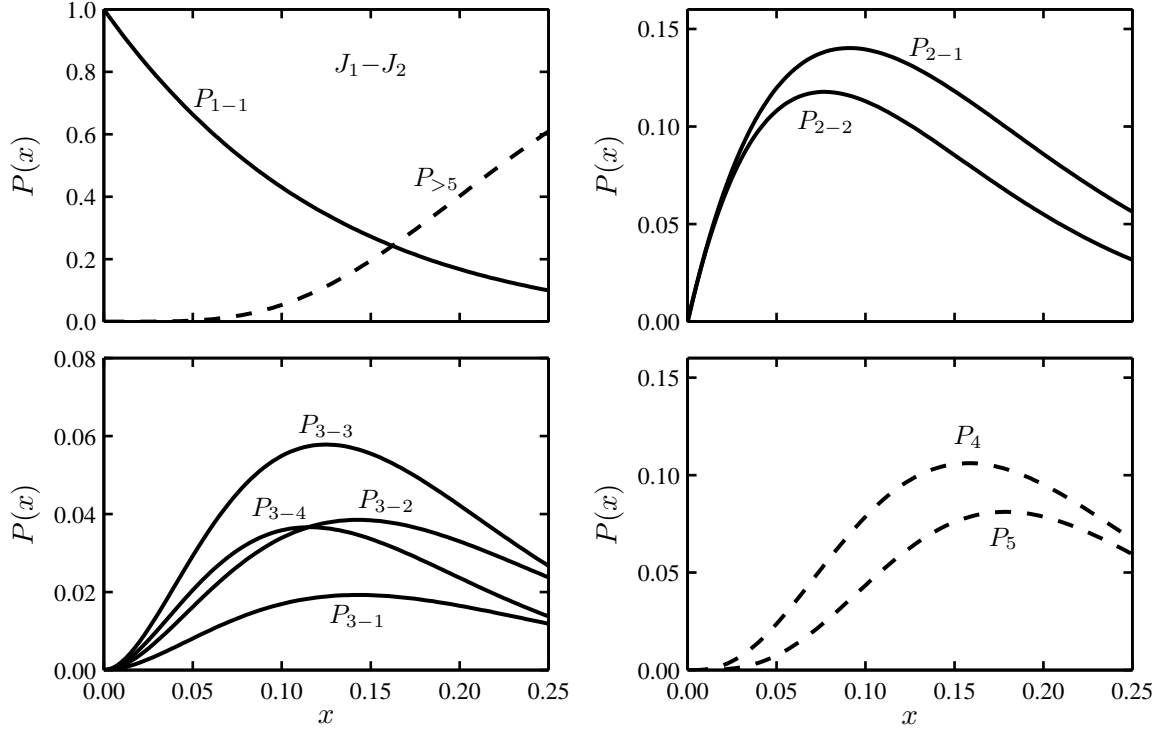 1.0
0.8
0.6
0.4
0.2
0.0
P(x)
J₁–J₂
P₁₋₁
P_{>5}
0.15
0.10
0.05
0.00
P(x)
P₂₋₁
P₂₋₂
0.08
0.06
0.04
0.02
0.00
P(x)
P₃₋₃
P₃₋₄
P₃₋₂
P₃₋₁
0.00 0.05 0.10 0.15 0.20 0.25
x
0.15
0.10
0.05
0.00
P(x)
P₄
P₅
0.00 0.05 0.10 0.15 0.20 0.25
x